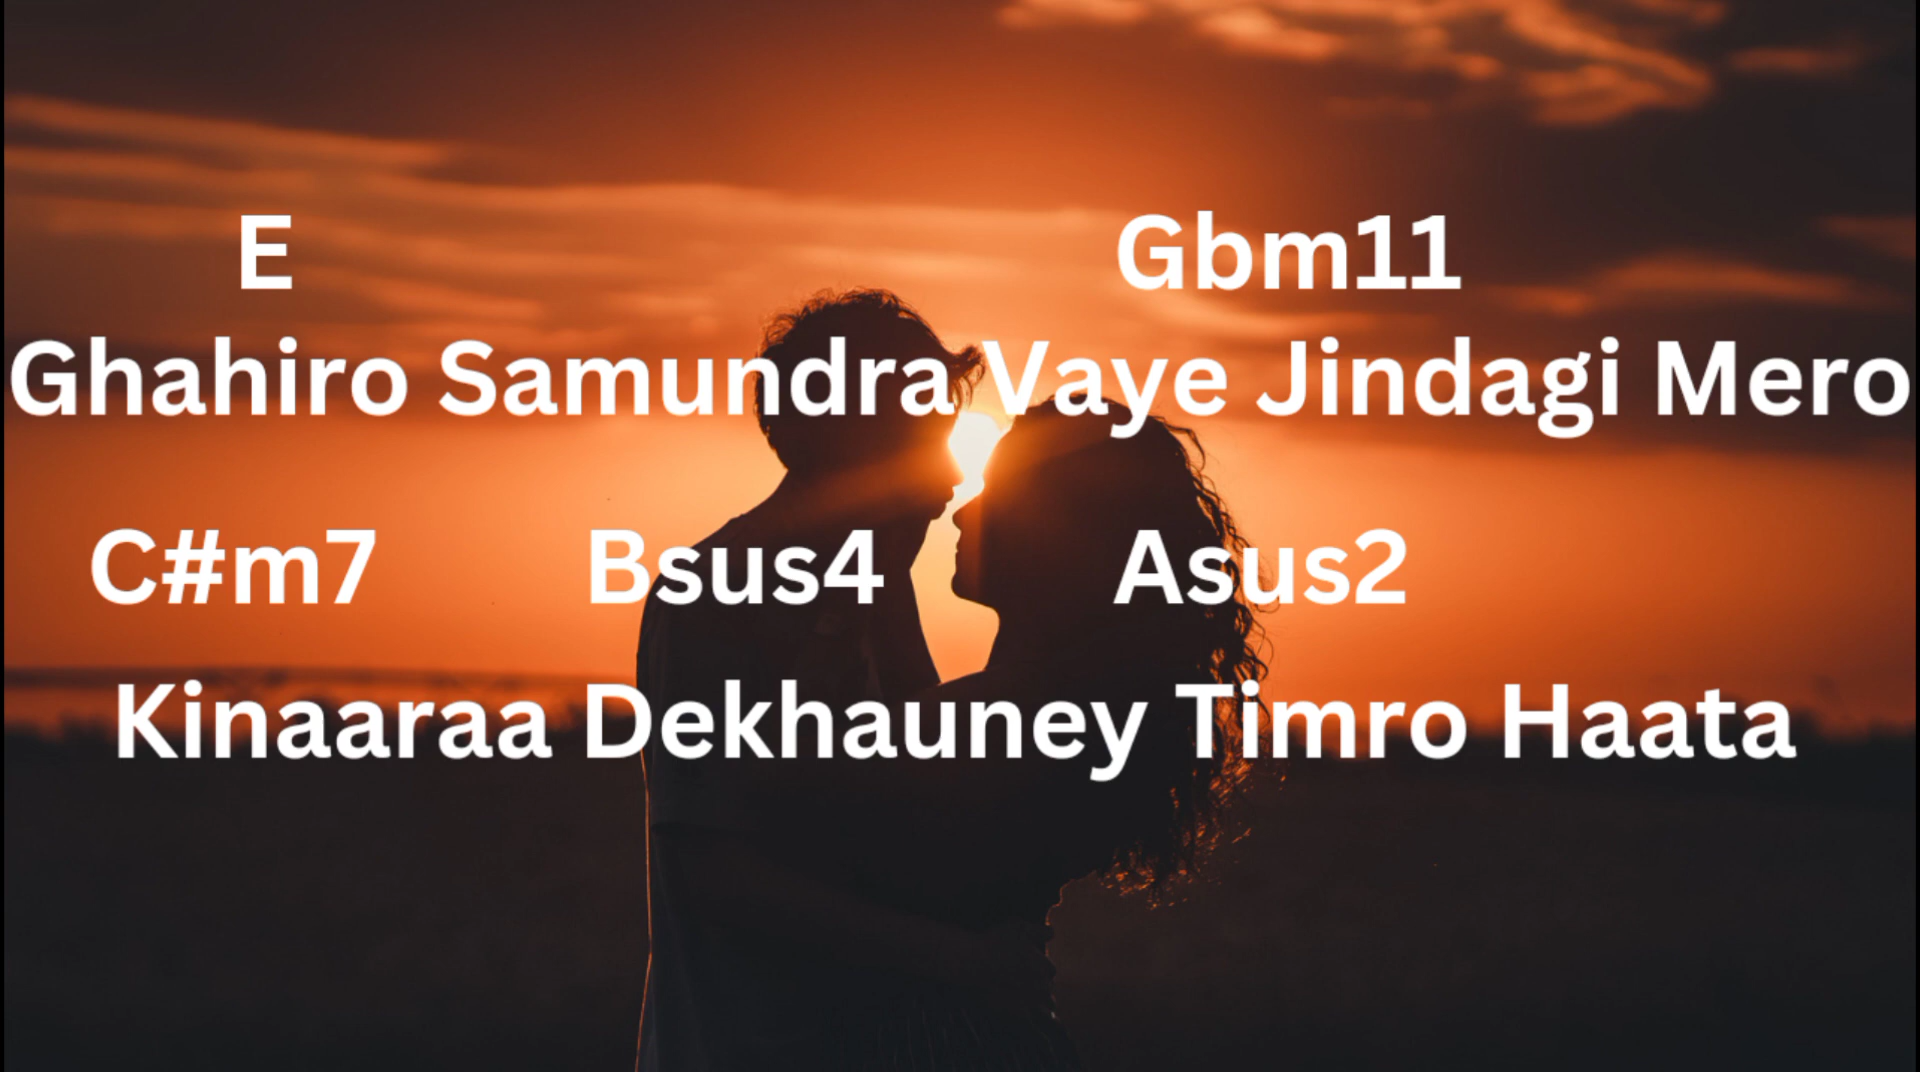 E Gbm11
Ghahiro Samundra Vaye Jindagi Mero
C#m7 Bsus4 Asus2
Kinaaraa Dekhauney Timro Haata